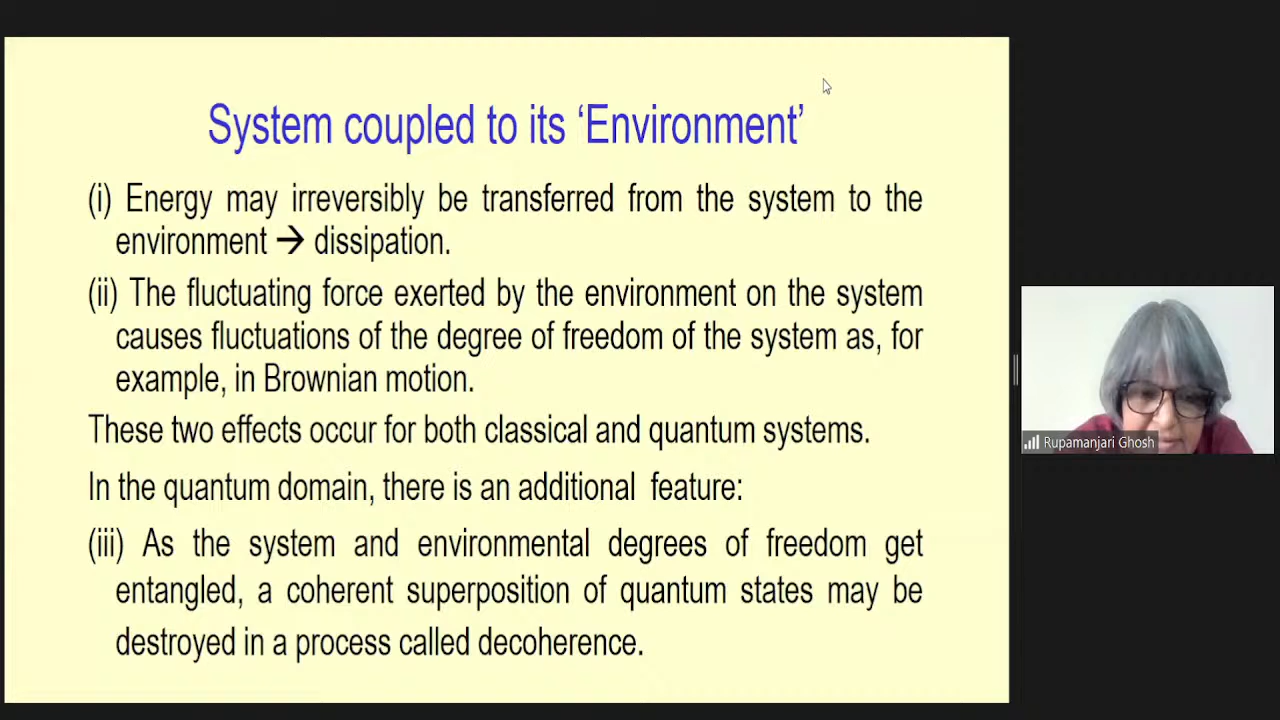 System coupled to its ‘Environment’
(i) Energy may irreversibly be transferred from the system to the
environment → dissipation.
(ii) The fluctuating force exerted by the environment on the system
causes fluctuations of the degree of freedom of the system as, for
example, in Brownian motion.
These two effects occur for both classical and quantum systems.
In the quantum domain, there is an additional feature:
(iii) As the system and environmental degrees of freedom get
entangled, a coherent superposition of quantum states may be
destroyed in a process called decoherence.
Rupamanjari Ghosh